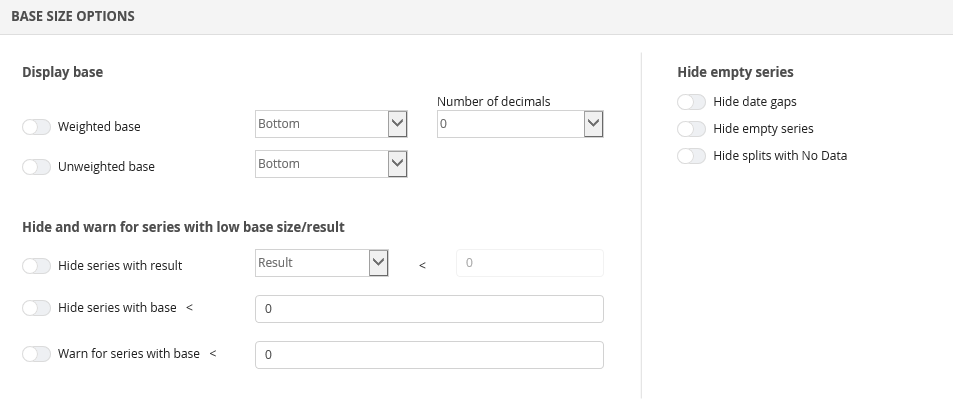 BASE SIZE OPTIONS
Display base
Number of decimals
Weighted base Bottom 0
Unweighted base Bottom
Hide and warn for series with low base size/result
Hide series with result Result < 0
Hide series with base < 0
Warn for series with base < 0
Hide empty series
Hide date gaps
Hide empty series
Hide splits with No Data